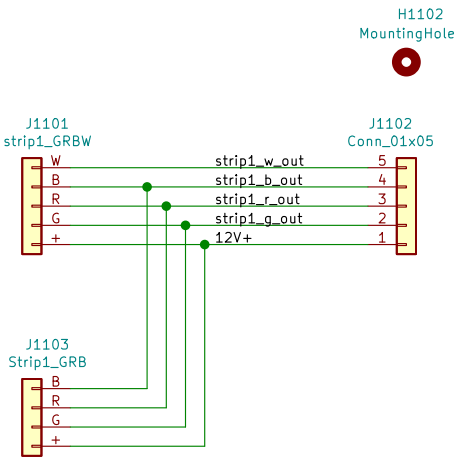 H1102
MountingHole
J1101
strip1_GRBW
J1102
Conn_01x05
W strip1_w_out 5
B strip1_b_out 4
R strip1_r_out 3
G strip1_g_out 2
+ 12V+ 1
J1103
Strip1_GRB
B
R
G
+